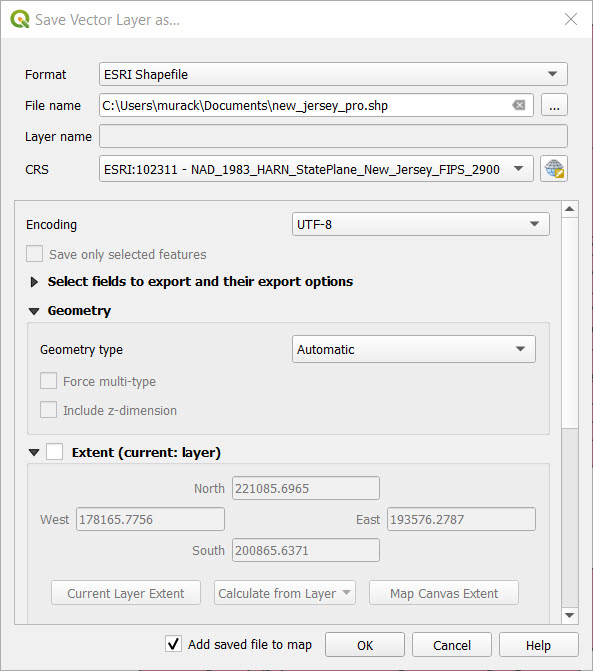 Save Vector Layer as...
Format ESRI Shapefile
File name C:\Users\murack\Documents\new_jersey_pro.shp ...
Layer name
CRS ESRI:102311 - NAD_1983_HARN_StatePlane_New_Jersey_FIPS_2900
Encoding UTF-8
Save only selected features
Select fields to export and their export options
Geometry
Geometry type Automatic
Force multi-type
Include z-dimension
Extent (current: layer)
North 221085.6965
West 178165.7756 East 193576.2787
South 200865.6371
Current Layer Extent Calculate from Layer Map Canvas Extent
Add saved file to map OK Cancel Help